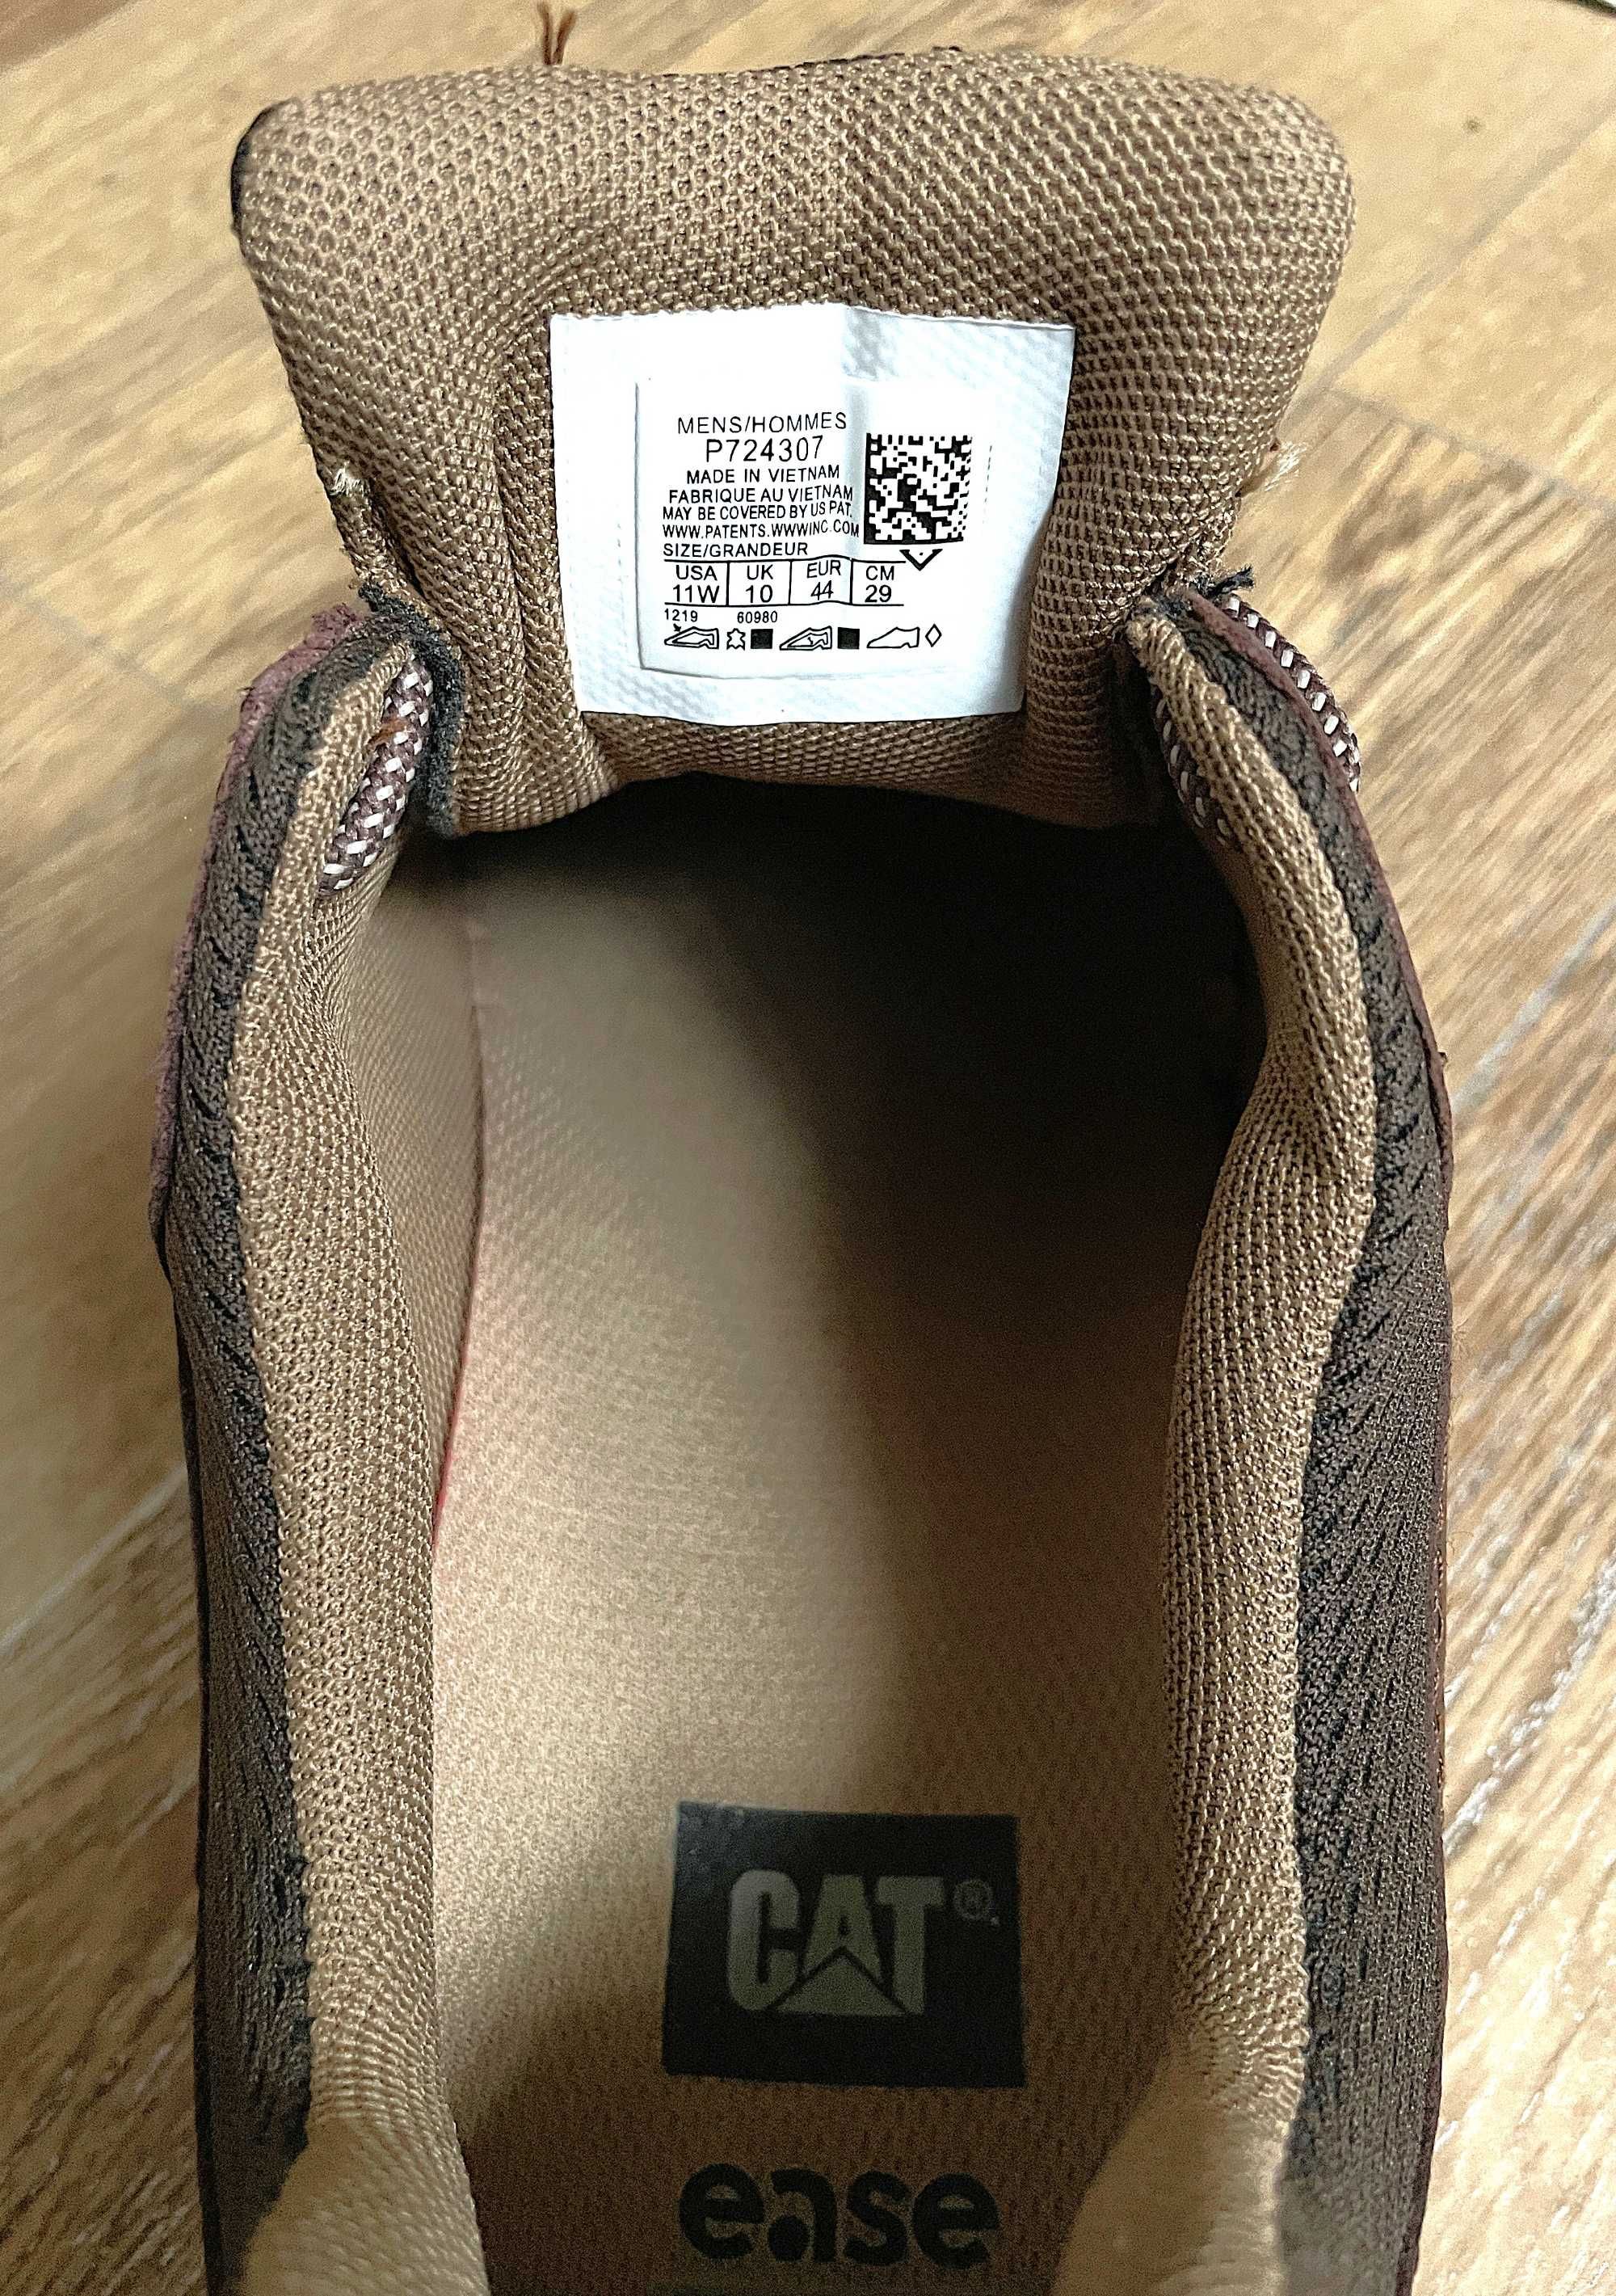 MENS/HOMMES
P724307
MADE IN VIETNAM
FABRIQUE AU VIETNAM
MAY BE COVERED BY US PAT.
WWW.PATENTS.WWWINC.COM
SIZE/GRANDEUR
USA UK EUR CM
11W 10 44 29
1219 60980
CAT®
ease